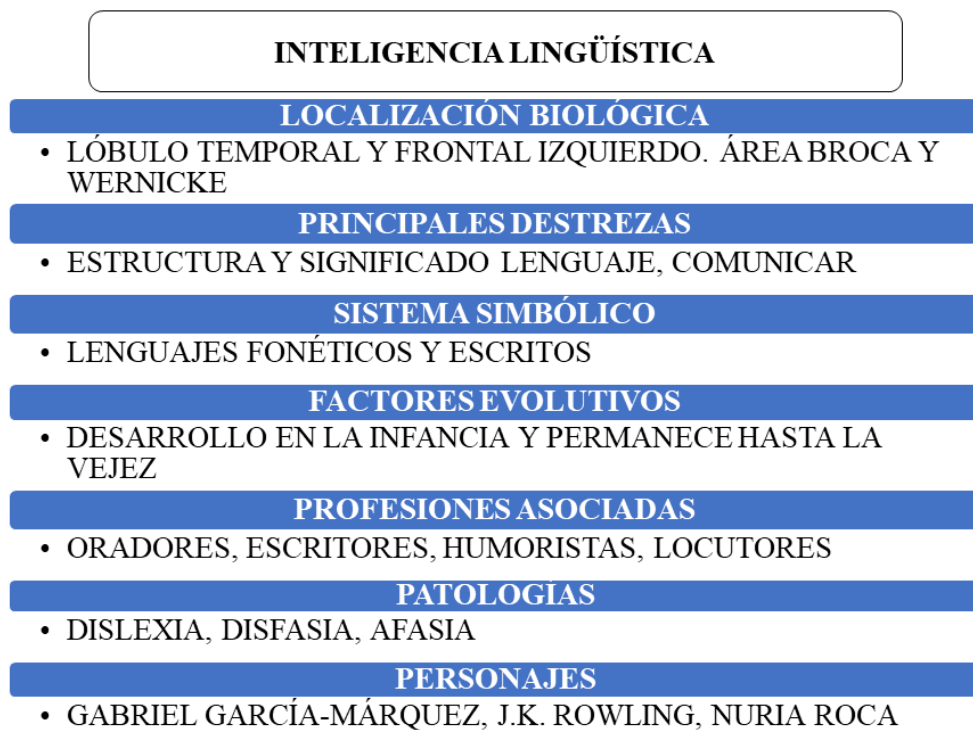 INTELIGENCIA LINGÜÍSTICA
LOCALIZACIÓN BIOLÓGICA
• LÓBULO TEMPORAL Y FRONTAL IZQUIERDO. ÁREA BROCA Y
WERNICKE
PRINCIPALES DESTREZAS
• ESTRUCTURA Y SIGNIFICADO LENGUAJE, COMUNICAR
SISTEMA SIMBÓLICO
• LENGUAJES FONÉTICOS Y ESCRITOS
FACTORES EVOLUTIVOS
• DESARROLLO EN LA INFANCIA Y PERMANECE HASTA LA
VEJEZ
PROFESIONES ASOCIADAS
• ORADORES, ESCRITORES, HUMORISTAS, LOCUTORES
PATOLOGÍAS
• DISLEXIA, DISFASIA, AFASIA
PERSONAJES
• GABRIEL GARCÍA-MÁRQUEZ, J.K. ROWLING, NURIA ROCA